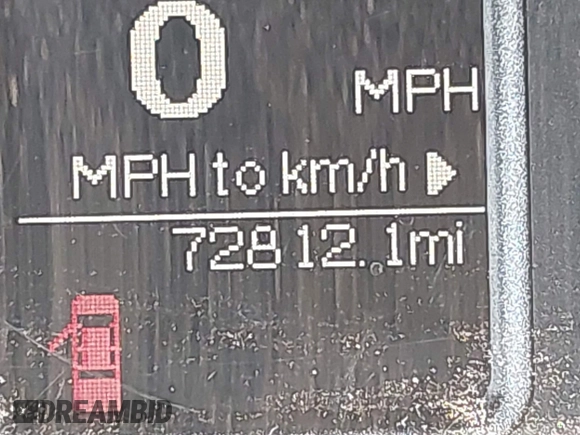 0
MPH
MPH to km/h
72812.1mi
DREAMBID